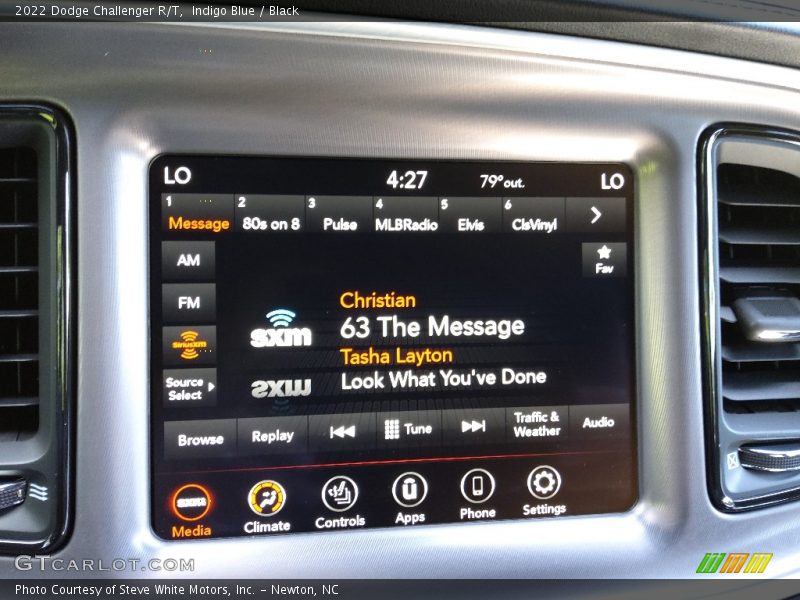 2022 Dodge Challenger R/T,  Indigo Blue / Black
LO 4:27 79°out. LO
1 Message 2 80s on 8 3 Pulse 4 MLBRadio 5 Elvis 6 ClsVinyl
AM
Fav
FM
Christian
sxm 63 The Message
SiriusXM
Tasha Layton
Look What You've Done
Source Select
Browse Replay Tune Traffic & Weather Audio
sxm
Media Climate Controls Apps Phone Settings
GTCARLOT.COM
Photo Courtesy of Steve White Motors, Inc. – Newton, NC